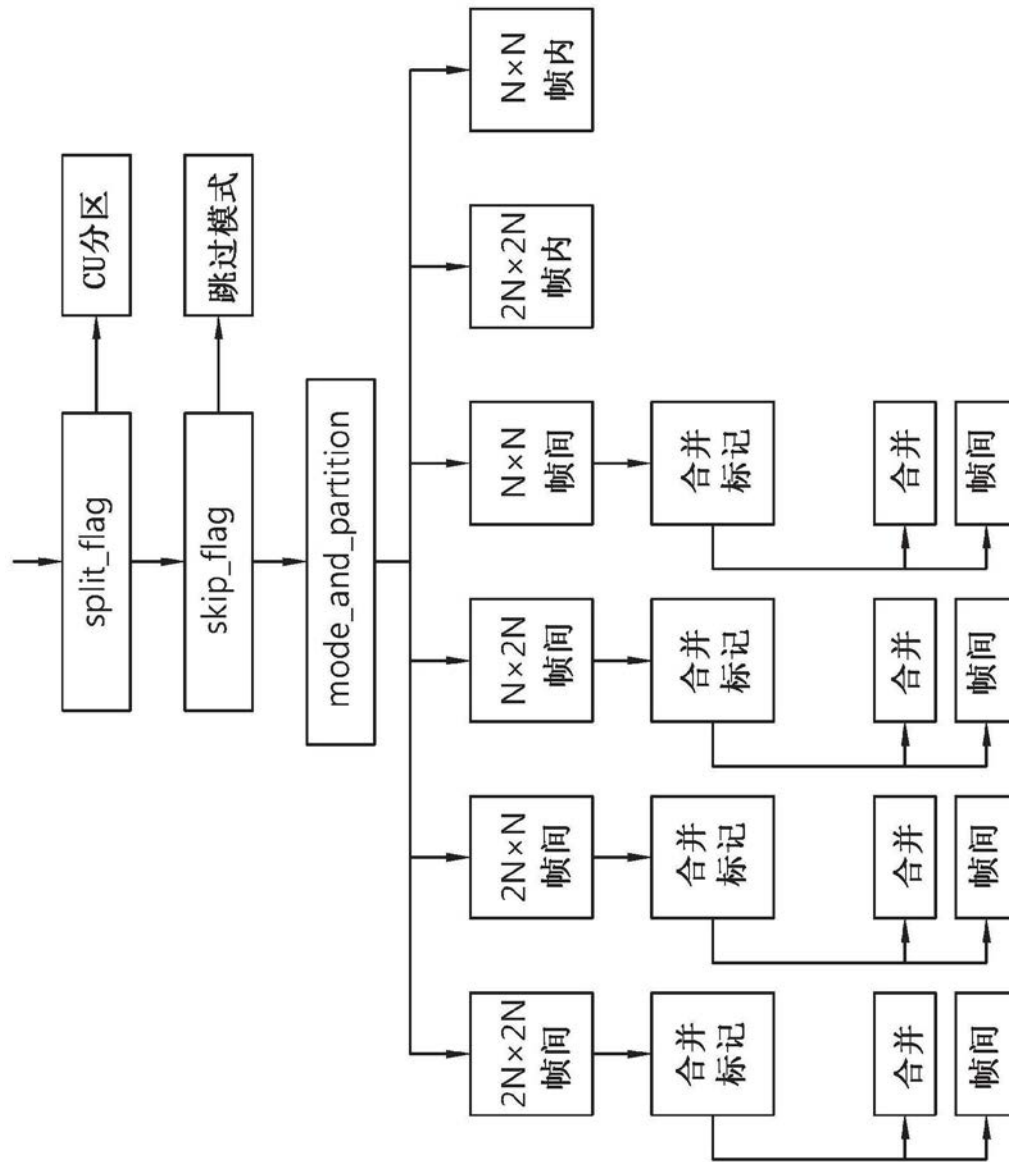 split_flag
CU分区
skip_flag
跳过模式
mode_and_partition
2N×2N
帧间
2N×N
帧间
N×2N
帧间
N×N
帧间
2N×2N
帧内
N×N
帧内
合并
标记
合并
标记
合并
标记
合并
标记
合并
合并
合并
合并
帧间
帧间
帧间
帧间